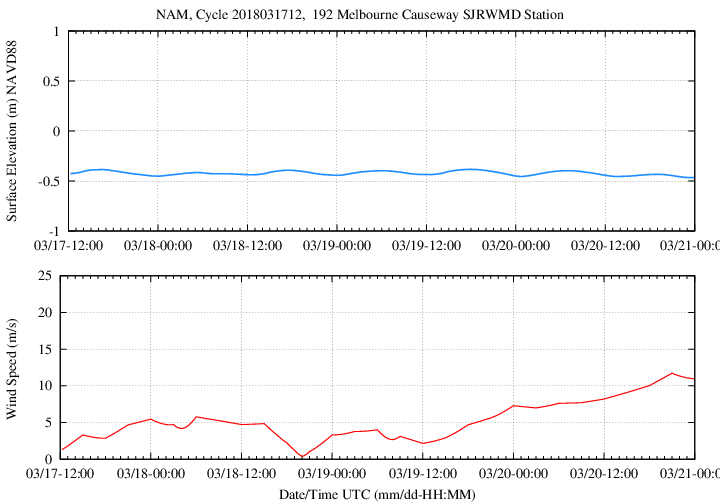 NAM, Cycle 2018031712,  192 Melbourne Causeway SJRWMD Station
Surface Elevation (m) NAVD88
1
0.5
0
-0.5
-1
03/17-12:00 03/18-00:00 03/18-12:00 03/19-00:00 03/19-12:00 03/20-00:00 03/20-12:00 03/21-00:0
Wind Speed (m/s)
25
20
15
10
5
0
03/17-12:00 03/18-00:00 03/18-12:00 03/19-00:00 03/19-12:00 03/20-00:00 03/20-12:00 03/21-00:0
Date/Time UTC (mm/dd-HH:MM)